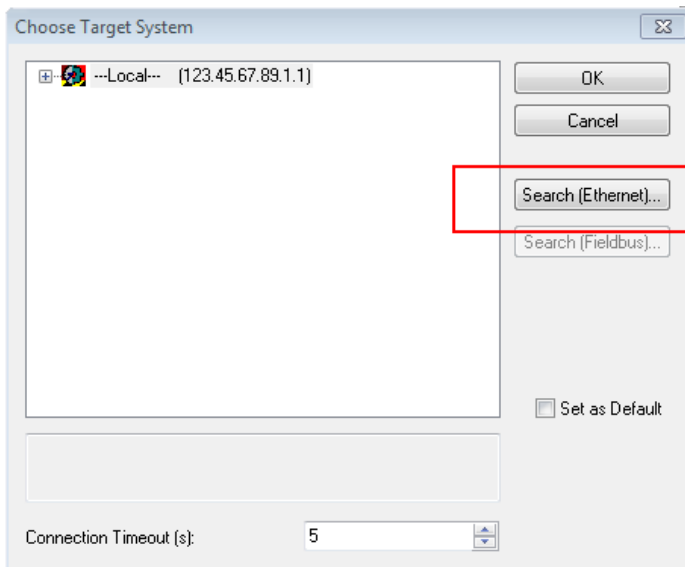 Choose Target System
---Local--- (123.45.67.89.1.1)
OK
Cancel
Search (Ethernet)...
Search (Fieldbus)...
Set as Default
Connection Timeout (s): 5